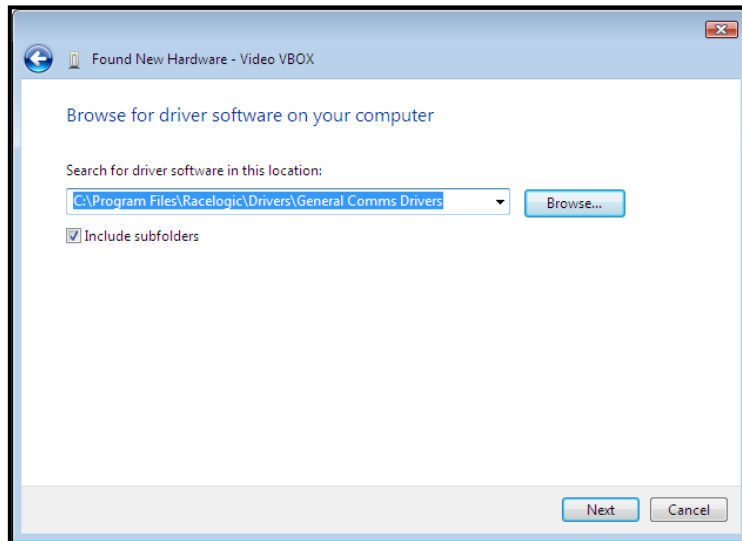 Found New Hardware - Video VBOX
Browse for driver software on your computer
Search for driver software in this location:
C:\Program Files\Racelogic\Drivers\General Comms Drivers
Browse...
Include subfolders
Next Cancel